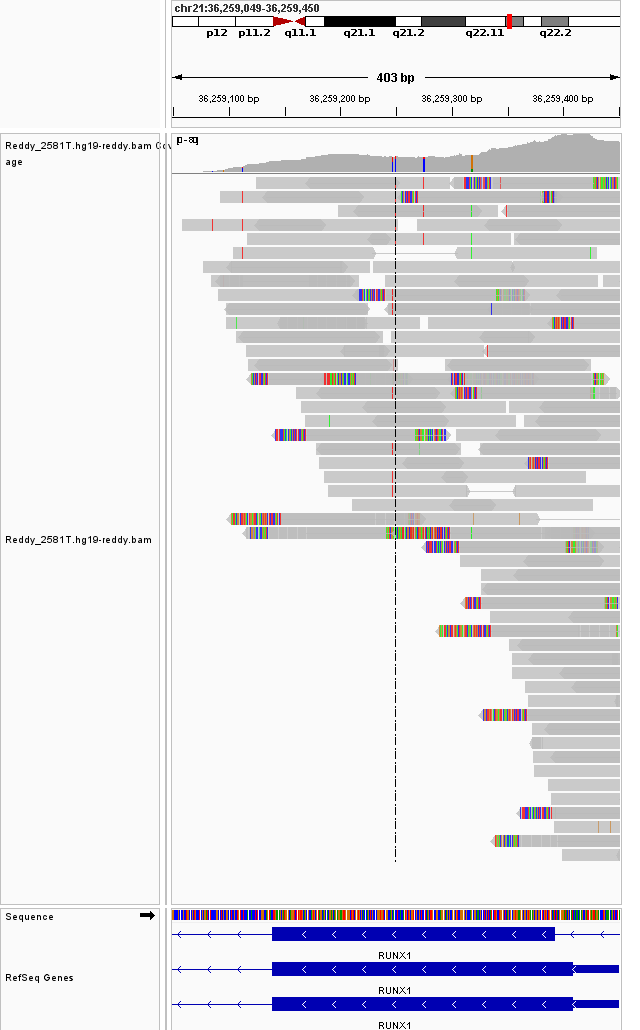 chr21:36,259,049-36,259,450
p12 p11.2 q11.1 q21.1 q21.2 q22.11 q22.2
403 bp
36,259,100 bp 36,259,200 bp 36,259,300 bp 36,259,400 bp
Reddy_2581T.hg19-reddy.bam Cov
age
[0 - 80]
Reddy_2581T.hg19-reddy.bam
Sequence
RUNX1
RefSeq Genes
RUNX1
RUNX1